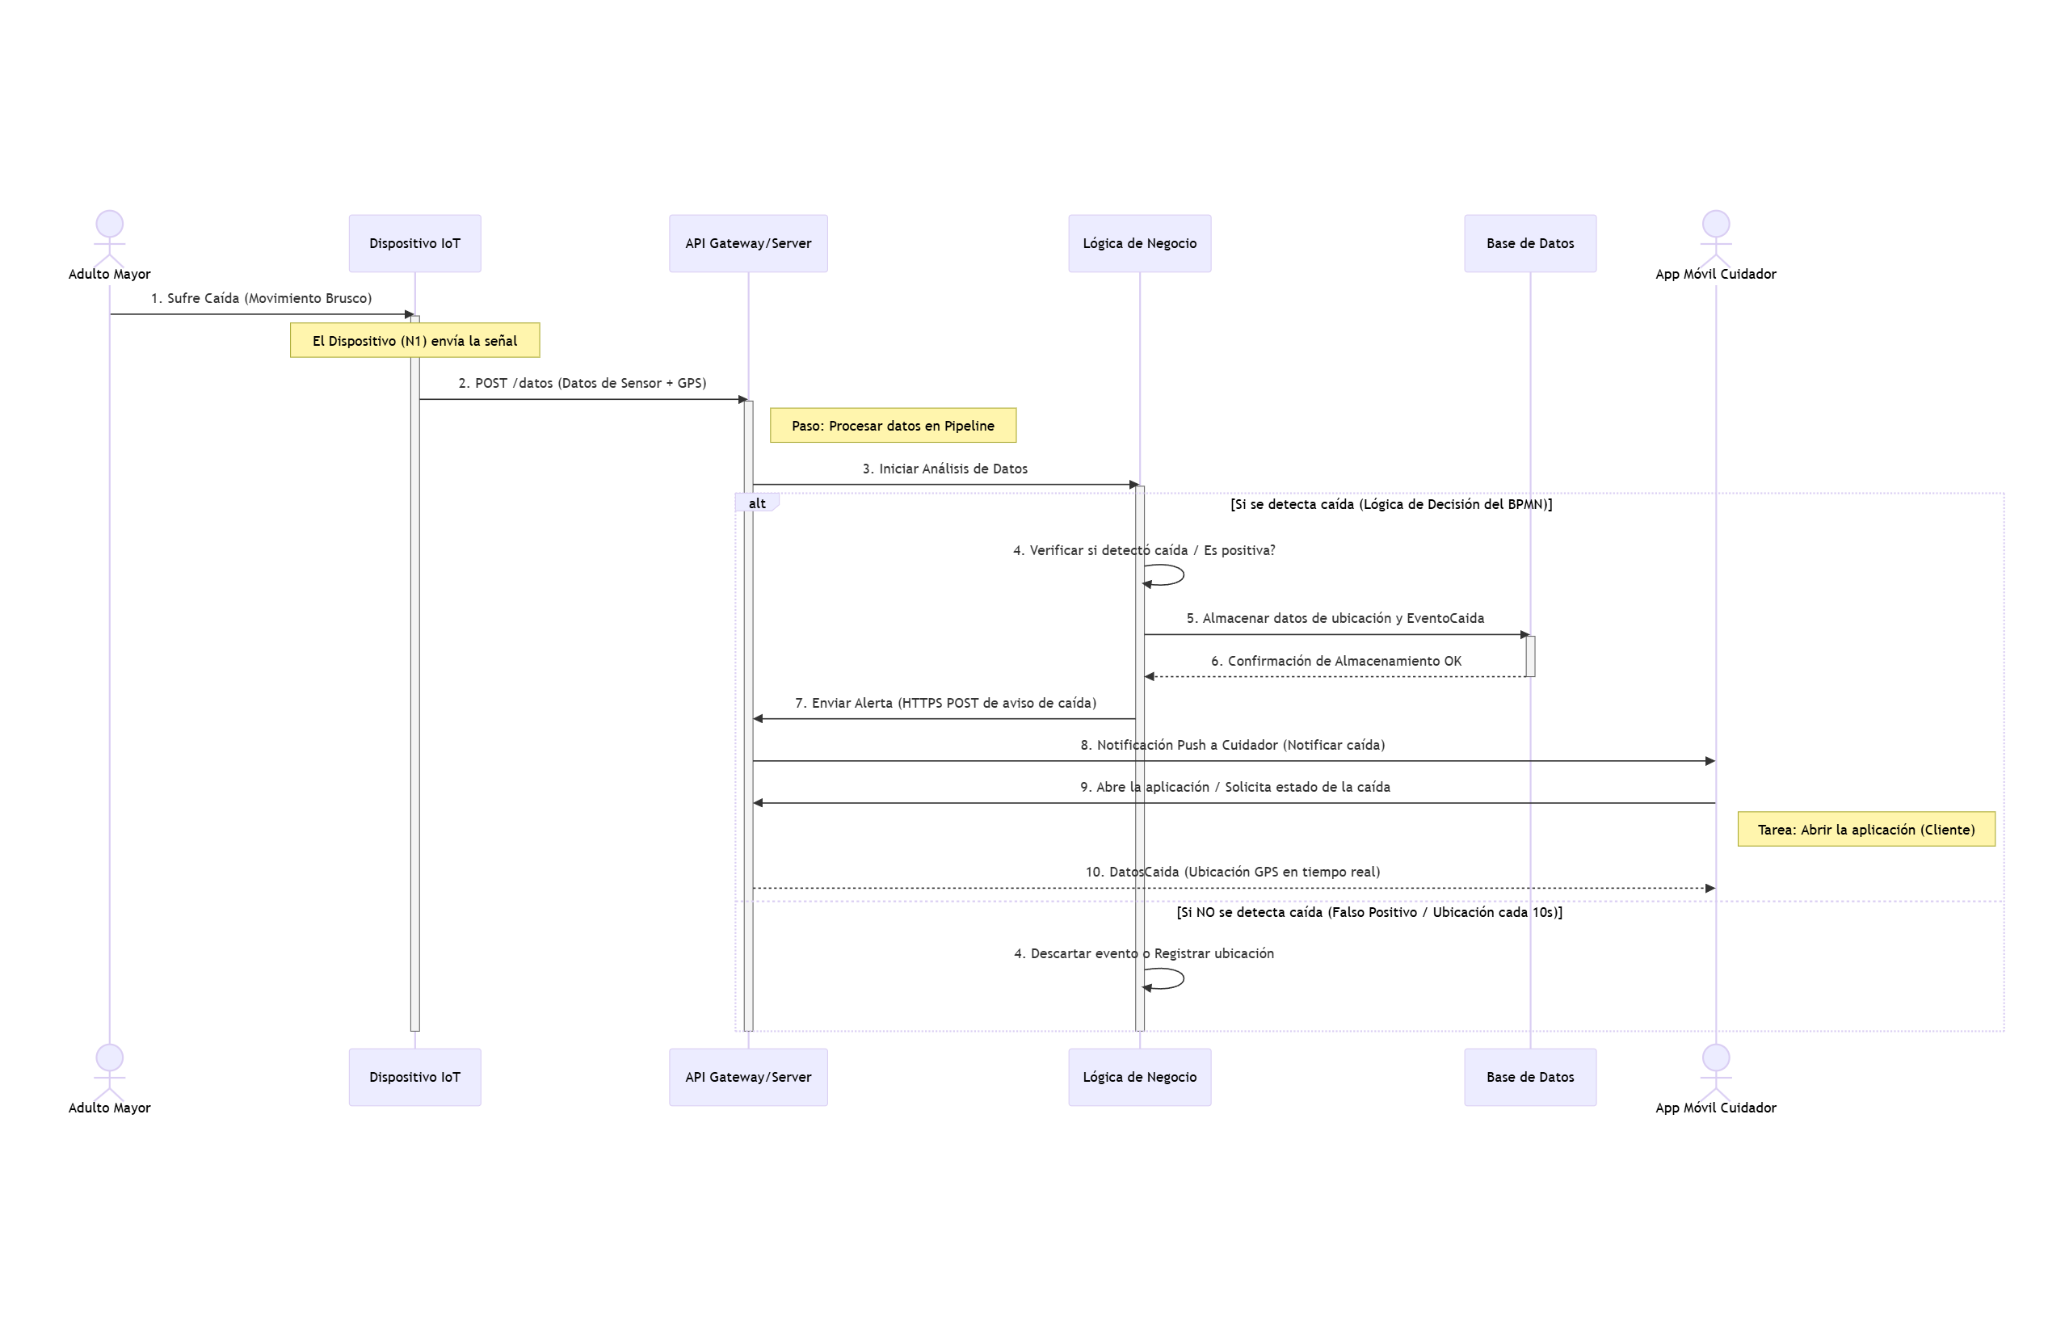 Adulto Mayor
Dispositivo IoT
API Gateway/Server
Lógica de Negocio
Base de Datos
App Móvil Cuidador
1. Sufre Caída (Movimiento Brusco)
El Dispositivo (N1) envía la señal
2. POST /datos (Datos de Sensor + GPS)
Paso: Procesar datos en Pipeline
3. Iniciar Análisis de Datos
alt
[Si se detecta caída (Lógica de Decisión del BPMN)]
4. Verificar si detectó caída / Es positiva?
5. Almacenar datos de ubicación y EventoCaida
6. Confirmación de Almacenamiento OK
7. Enviar Alerta (HTTPS POST de aviso de caída)
8. Notificación Push a Cuidador (Notificar caída)
9. Abre la aplicación / Solicita estado de la caída
Tarea: Abrir la aplicación (Cliente)
10. DatosCaida (Ubicación GPS en tiempo real)
[Si NO se detecta caída (Falso Positivo / Ubicación cada 10s)]
4. Descartar evento o Registrar ubicación
Adulto Mayor
Dispositivo IoT
API Gateway/Server
Lógica de Negocio
Base de Datos
App Móvil Cuidador